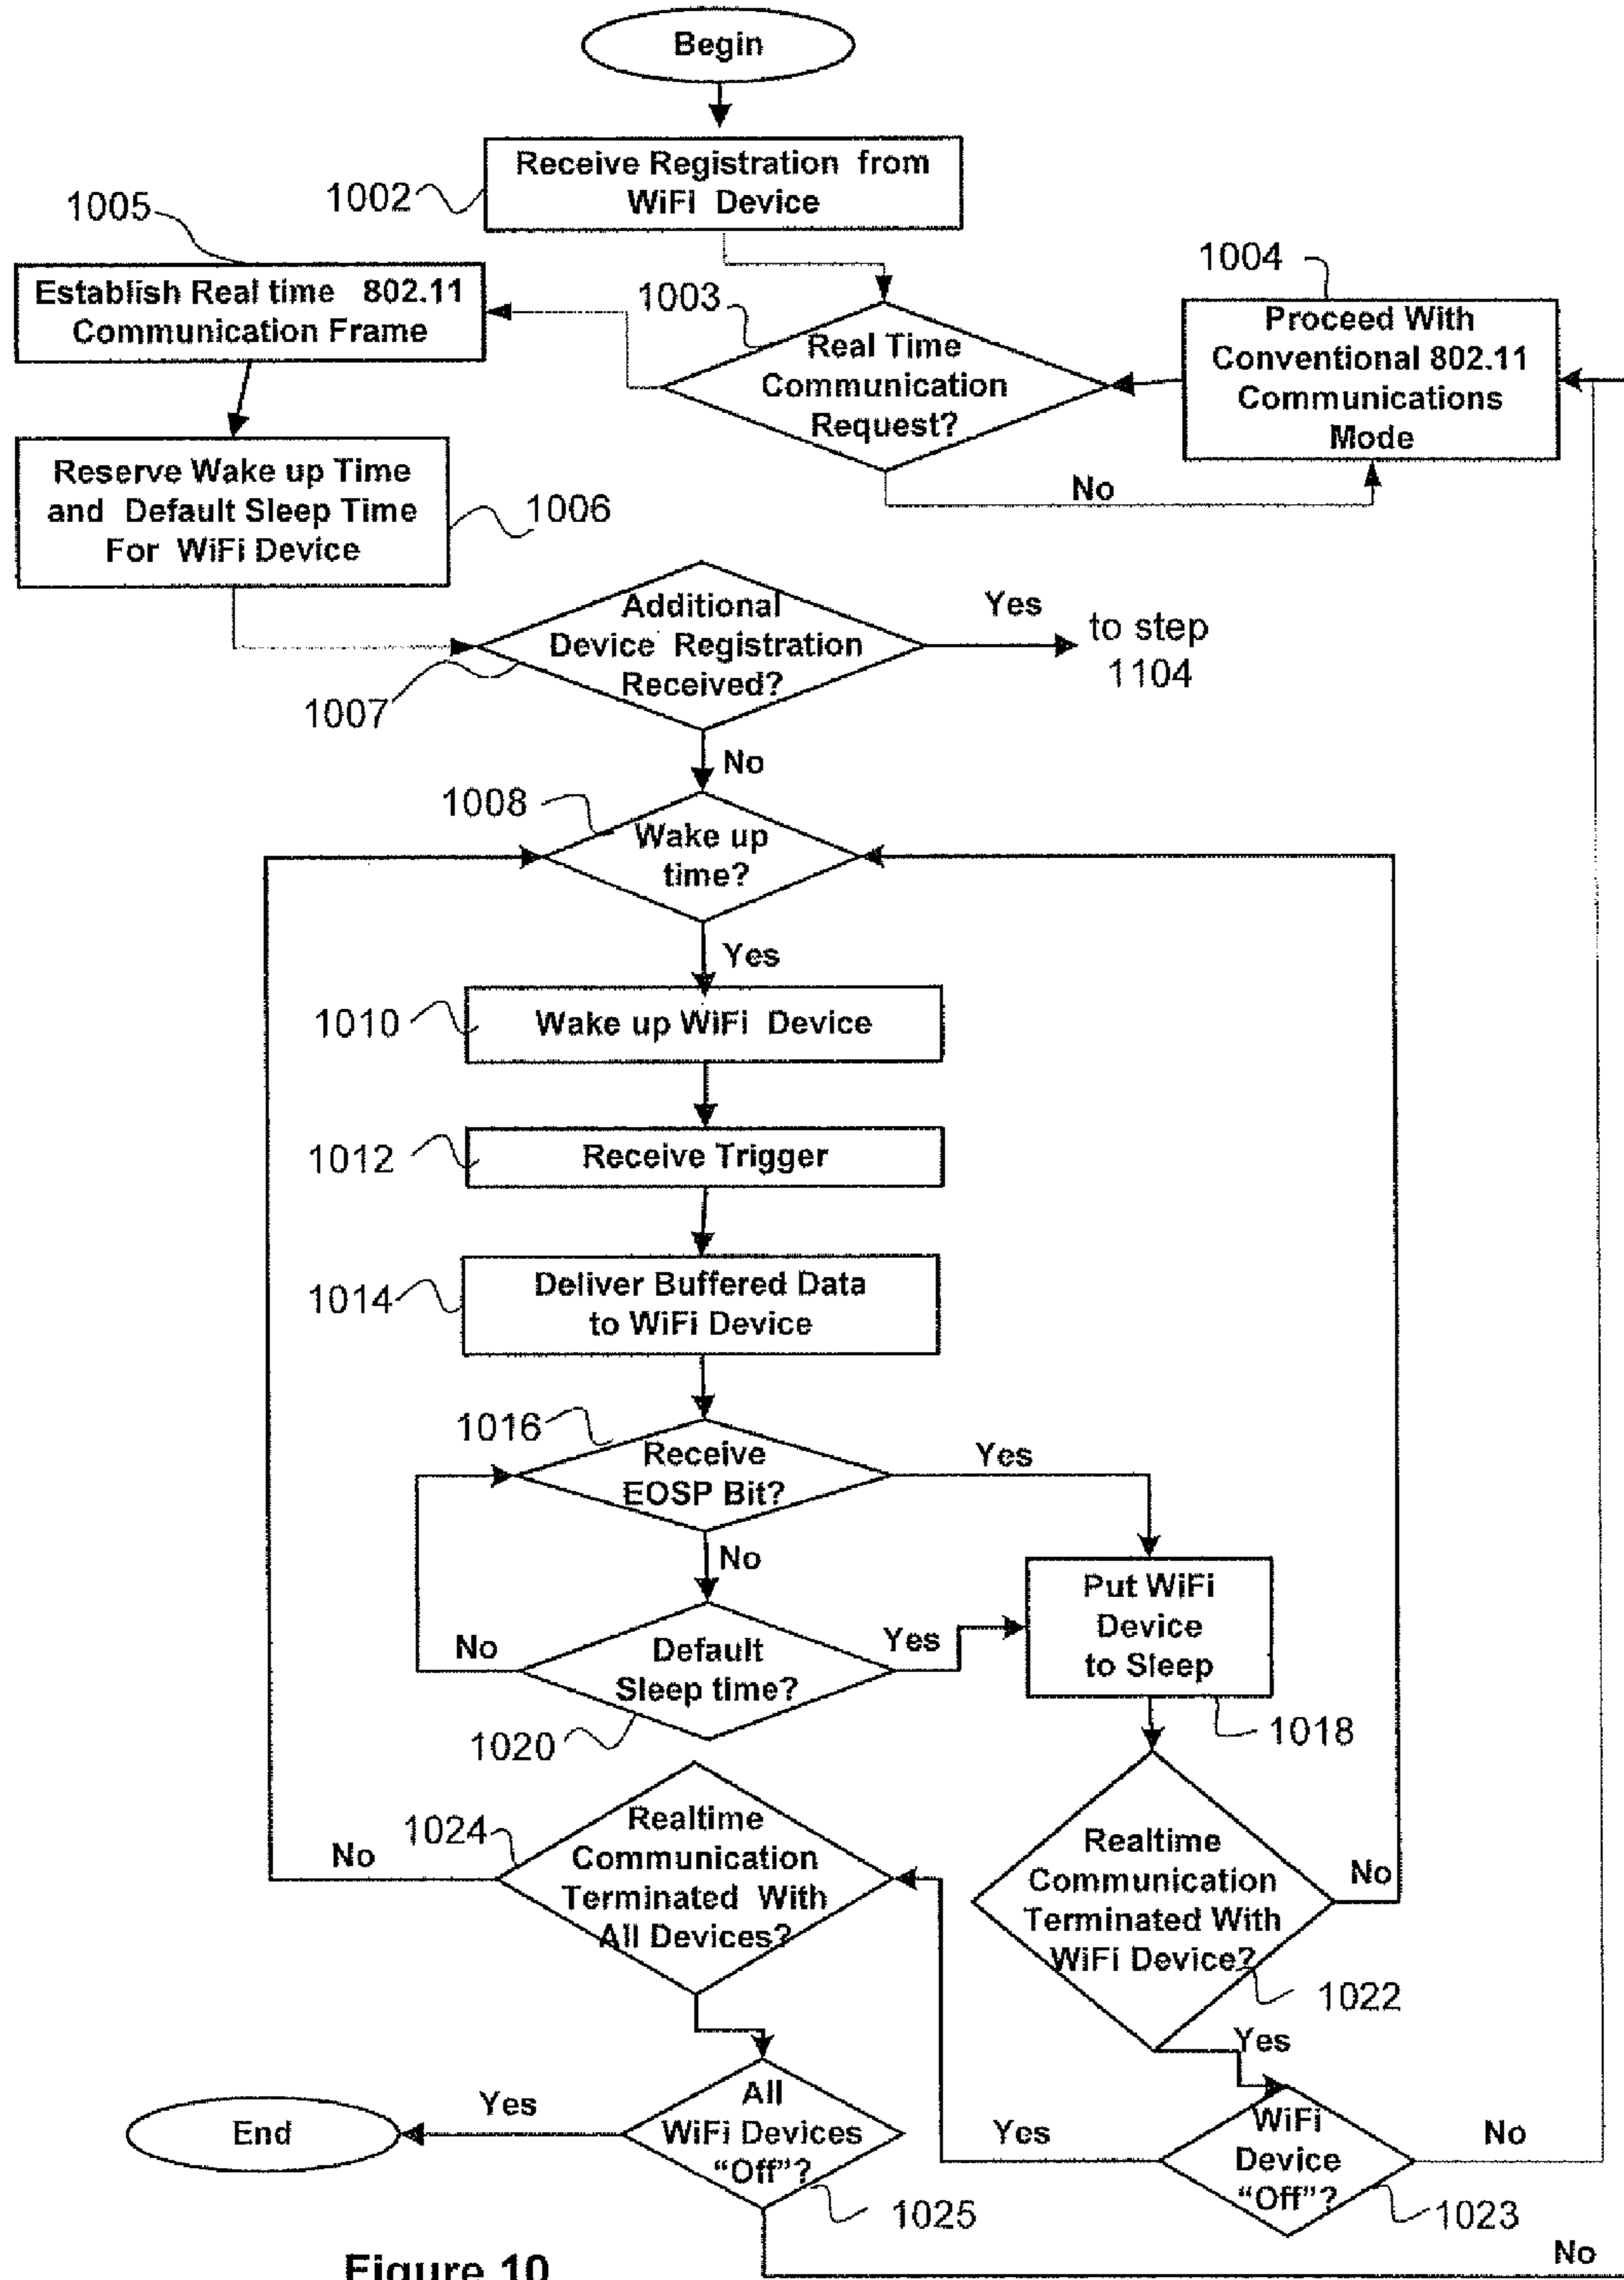 Begin
Receive Registration from
WiFI Device
1002
1005
Establish Real time 802.11
Communication Frame
1003
Real Time
Communication
Request?
1004
Proceed With
Conventional 802.11
Communications
Mode
No
Reserve Wake up Time
and Default Sleep Time
For WiFi Device
1006
Additional
Device Registration
Received?
1007
Yes
to step
1104
No
1008
Wake up
time?
Yes
1010
Wake up WiFi Device
1012
Receive Trigger
1014
Deliver Buffered Data
to WiFi Device
1016
Receive
EOSP Bit?
Yes
No
No
Default
Sleep time?
Yes
1020
Put WiFi
Device
to Sleep
1018
1024
Realtime
Communication
Terminated With
All Devices?
No
Realtime
Communication
Terminated With
WiFi Device?
No
1022
Yes
End
Yes
All
WiFi Devices
“Off”?
1025
Yes
WiFi
Device
“Off”?
No
1023
No
Figure 10